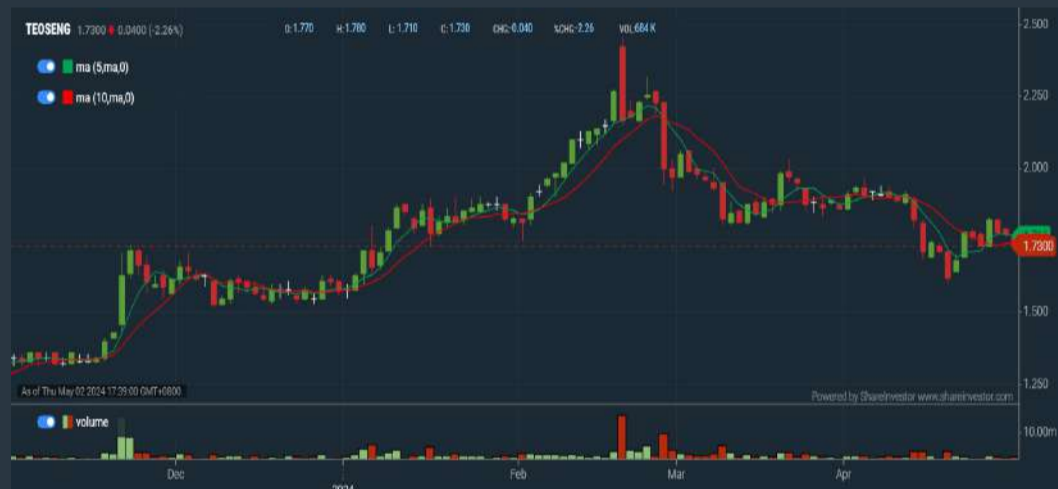 TEOSENG 1.7300 0.0400 (-2.26%) O: 1.770 H: 1.780 L: 1.710 C: 1.730 CHG:-0.040 %CHG:-2.26 VOL:684 K
ma (5,ma,0)
ma (10,ma,0)
2.500
2.250
2.000
1.7300
1.500
1.250
As of Thu May 02 2024 17:39:00 GMT+0800
Powered by ShareInvestor www.shareinvestor.com
volume
10.00m
Dec Feb Mar Apr